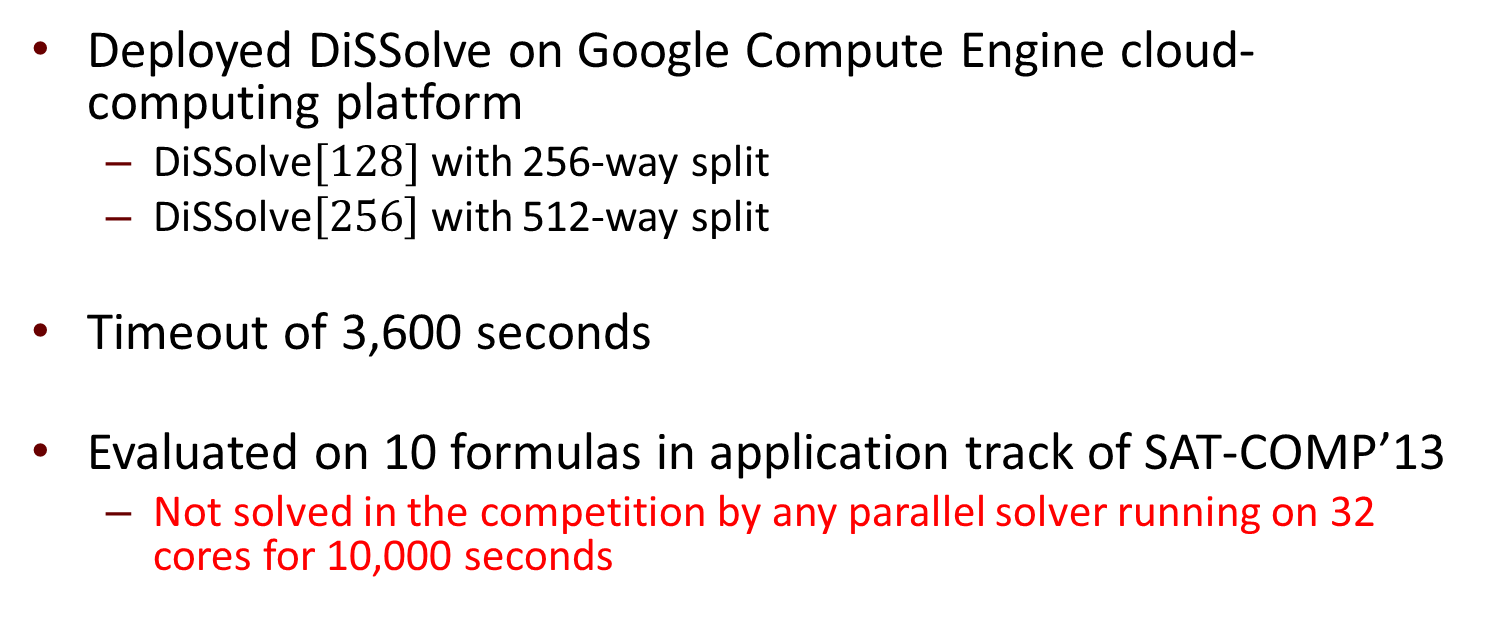 • Deployed DiSSolve on Google Compute Engine cloud-
computing platform
– DiSSolve[128] with 256-way split
– DiSSolve[256] with 512-way split
• Timeout of 3,600 seconds
• Evaluated on 10 formulas in application track of SAT-COMP’13
– Not solved in the competition by any parallel solver running on 32
cores for 10,000 seconds